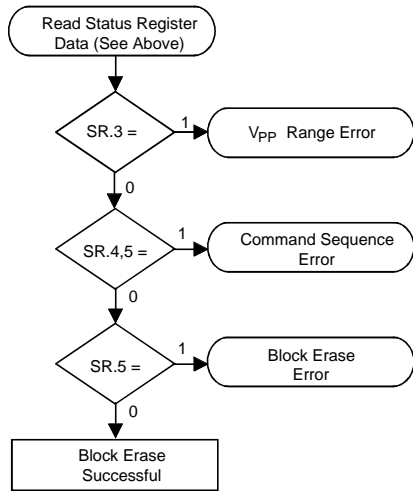 Read Status Register
Data (See Above)
SR.3 =
1
VPP Range Error
0
SR.4,5 =
1
Command Sequence
Error
0
SR.5 =
1
Block Erase
Error
0
Block Erase
Successful